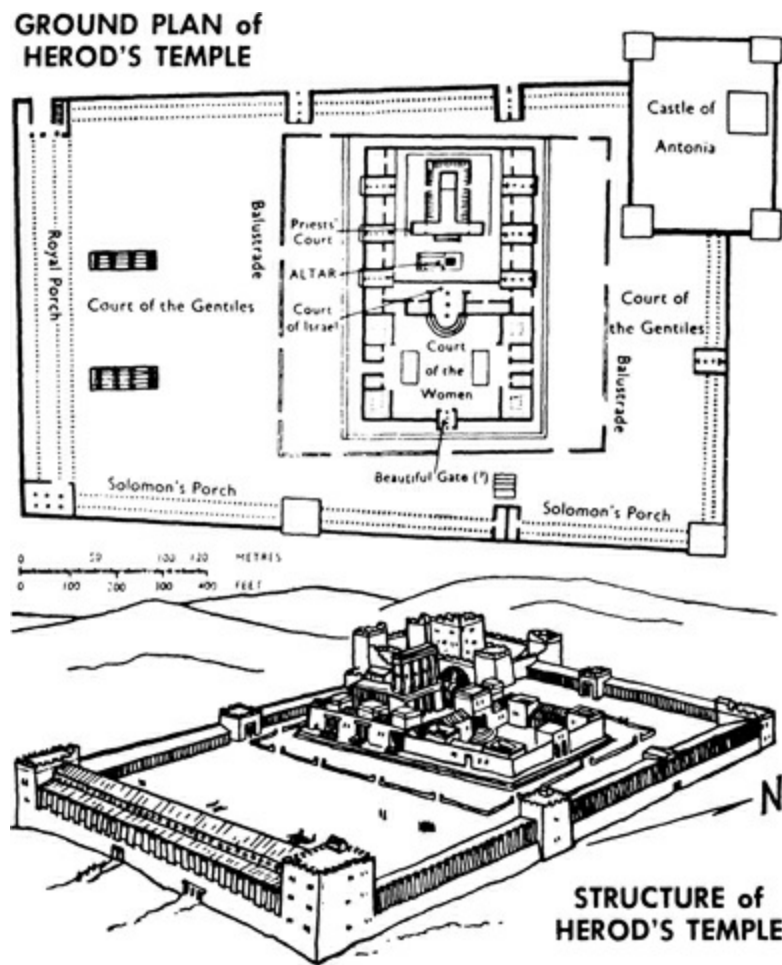 GROUND PLAN of
HEROD'S TEMPLE
Castle of
Antonia
Royal Porch
Balustrade
Priests'
Court
ALTAR
Court
of Israel
Court of the Gentiles
Court of
the Gentiles
Court
of the
Women
Balustrade
Beautiful Gate (?)
Solomon's Porch
Solomon's Porch
0 50 100 120 METRES
0 100 200 300 400 FEET
N
STRUCTURE of
HEROD'S TEMPLE